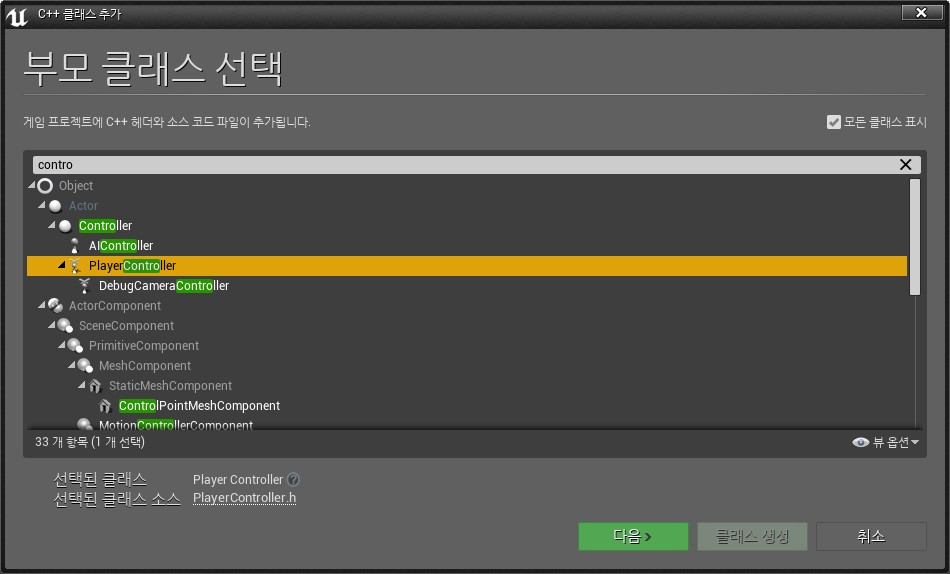 C++ 클래스 추가
부모 클래스 선택
게임 프로젝트에 C++ 헤더와 소스 코드 파일이 추가됩니다.
모든 클래스 표시
contro
Object
Actor
Controller
AIController
PlayerController
DebugCameraController
ActorComponent
SceneComponent
PrimitiveComponent
MeshComponent
StaticMeshComponent
ControlPointMeshComponent
MotionControllerComponent
33 개 항목 (1 개 선택)
뷰 옵션
선택된 클래스 Player Controller
선택된 클래스 소스 PlayerController.h
다음
클래스 생성
취소